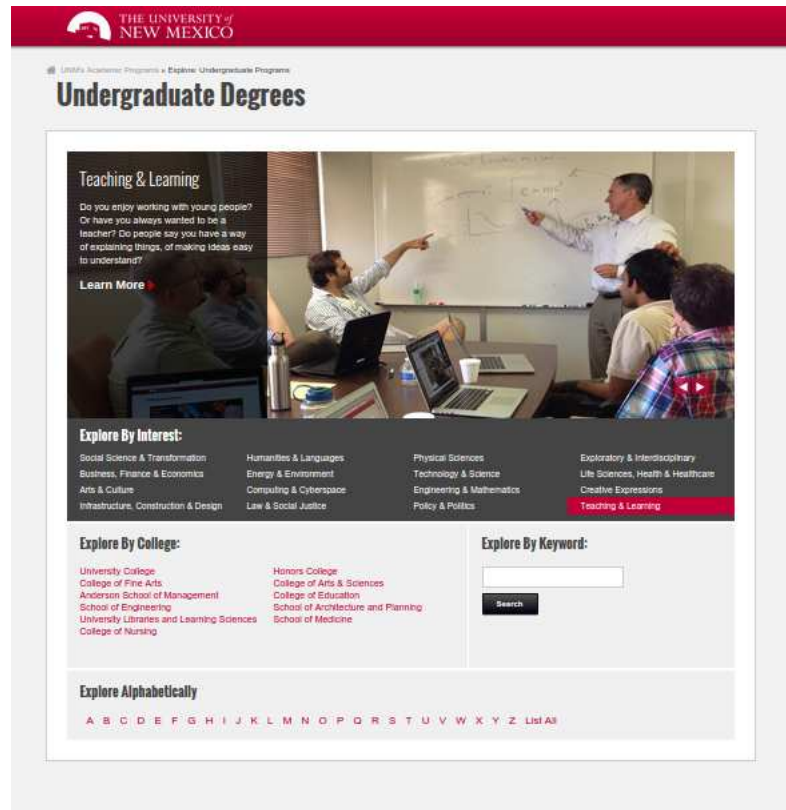 THE UNIVERSITY of
NEW MEXICO
UNM's Academic Programs » Explore: Undergraduate Programs
Undergraduate Degrees
Teaching & Learning
Do you enjoy working with young people?
Or have you always wanted to be a
teacher? Do people say you have a way
of explaining things, of making ideas easy
to understand?
Learn More
Explore By Interest:
Social Science & Transformation
Business, Finance & Economics
Arts & Culture
Infrastructure, Construction & Design
Humanities & Languages
Energy & Environment
Computing & Cyberspace
Law & Social Justice
Physical Sciences
Technology & Science
Engineering & Mathematics
Policy & Politics
Exploratory & Interdisciplinary
Life Sciences, Health & Healthcare
Creative Expressions
Teaching & Learning
Explore By College:
University College
College of Fine Arts
Anderson School of Management
School of Engineering
University Libraries and Learning Sciences
College of Nursing
Honors College
College of Arts & Sciences
College of Education
School of Architecture and Planning
School of Medicine
Explore By Keyword:
Search
Explore Alphabetically
A B C D E F G H I J K L M N O P Q R S T U V W X Y Z List All